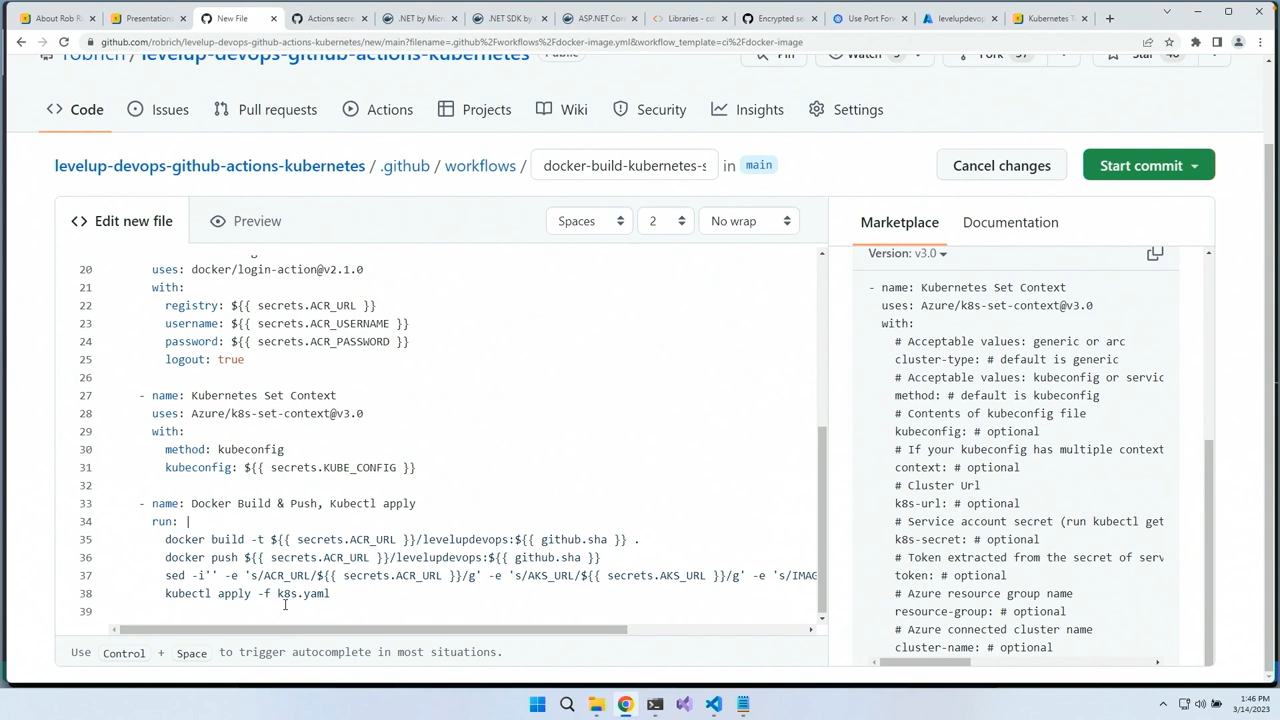 About Rob R
Presentations
New File
Actions secre
.NET by Micro
.NET SDK by
ASP.NET Cor
Libraries - cd
Encrypted se
Use Port Forw
levelupdevop
Kubernetes T
github.com/robrich/levelup-devops-github-actions-kubernetes/new/main?filename=.github%2Fworkflows%2Fdocker-image.yml&workflow_template=ci%2Fdocker-image
robrich/levelup-devops-github-actions-kubernetes Public Pin Watch Fork Star
Code Issues Pull requests Actions Projects Wiki Security Insights Settings
levelup-devops-github-actions-kubernetes / .github / workflows / docker-build-kubernetes-s in main Cancel changes Start commit
Edit new file Preview Spaces 2 No wrap
20 uses: docker/login-action@v2.1.0
21 with:
22 registry: ${{ secrets.ACR_URL }}
23 username: ${{ secrets.ACR_USERNAME }}
24 password: ${{ secrets.ACR_PASSWORD }}
25 logout: true
26
27 - name: Kubernetes Set Context
28 uses: Azure/k8s-set-context@v3.0
29 with:
30 method: kubeconfig
31 kubeconfig: ${{ secrets.KUBE_CONFIG }}
32
33 - name: Docker Build & Push, Kubectl apply
34 run: |
35 docker build -t ${{ secrets.ACR_URL }}/levelupdevops:${{ github.sha }} .
36 docker push ${{ secrets.ACR_URL }}/levelupdevops:${{ github.sha }}
37 sed -i'' -e 's/ACR_URL/${{ secrets.ACR_URL }}/g' -e 's/AKS_URL/${{ secrets.AKS_URL }}/g' -e 's/IMAG
38 kubectl apply -f k8s.yaml
39
Use Control + Space to trigger autocomplete in most situations.
Marketplace Documentation
Version: v3.0
- name: Kubernetes Set Context
uses: Azure/k8s-set-context@v3.0
with:
# Acceptable values: generic or arc
cluster-type: # default is generic
# Acceptable values: kubeconfig or servic
method: # default is kubeconfig
# Contents of kubeconfig file
kubeconfig: # optional
# If your kubeconfig has multiple context
context: # optional
# Cluster Url
k8s-url: # optional
# Service account secret (run kubectl get
k8s-secret: # optional
# Token extracted from the secret of serv
token: # optional
# Azure resource group name
resource-group: # optional
# Azure connected cluster name
cluster-name: # optional
1:46 PM
3/14/2023